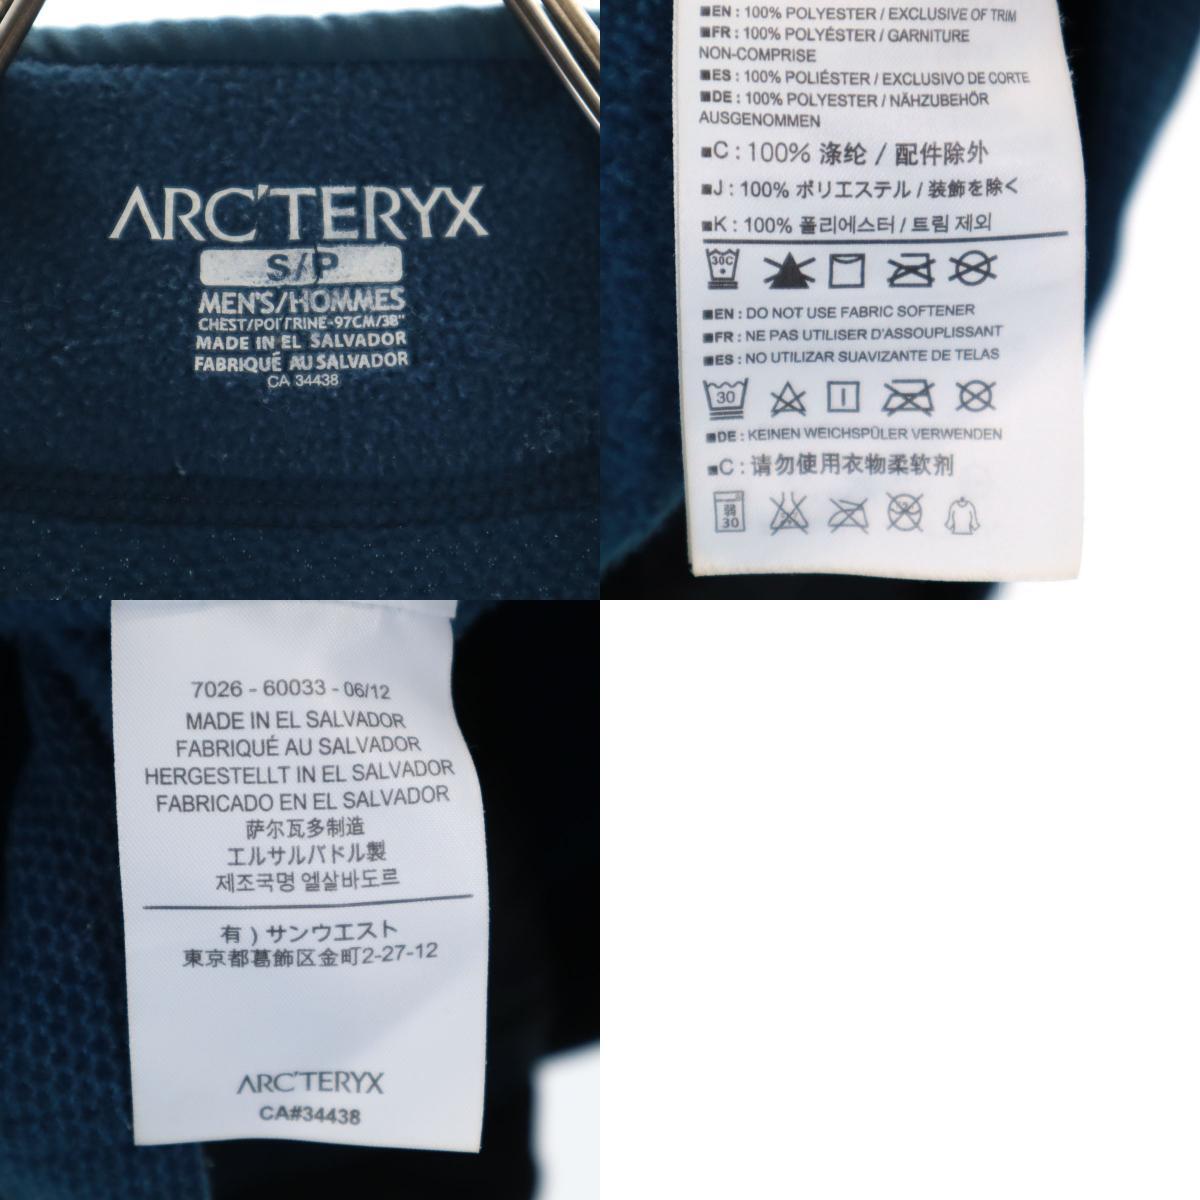 ARC'TERYX
S/P
MEN'S/HOMMES
CHEST/POITRINE-97CM/38"
MADE IN EL SALVADOR
FABRIQUÉ AU SALVADOR
CA 34438
■EN: 100% POLYESTER / EXCLUSIVE OF TRIM
■FR: 100% POLYÉSTER / GARNITURE
NON-COMPRISE
■ES: 100% POLIÉSTER / EXCLUSIVO DE CORTE
■DE: 100% POLYESTER / NÄHZUBEHÖR
AUSGENOMMEN
■C: 100% 涤纶 / 配件除外
■J: 100% ポリエステル / 装飾を除く
■K: 100% 폴리에스터 / 트림 제외
30C
■EN: DO NOT USE FABRIC SOFTENER
■FR: NE PAS UTILISER D'ASSOUPLISSANT
■ES: NO UTILIZAR SUAVIZANTE DE TELAS
30
■DE: KEINEN WEICHSPÜLER VERWENDEN
■C: 请勿使用衣物柔软剂
弱
30
7026 - 60033 - 06/12
MADE IN EL SALVADOR
FABRIQUÉ AU SALVADOR
HERGESTELLT IN EL SALVADOR
FABRICADO EN EL SALVADOR
萨尔瓦多制造
エルサルバドル製
제조국명 엘살바도르
有）サンウエスト
東京都葛飾区金町2-27-12
ARC'TERYX
CA#34438